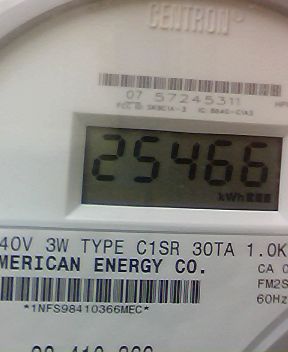 CENTRON®
07 57245311
25466
kWh
40V 3W TYPE C1SR 30TA 1.0K
MERICAN ENERGY CO.
CA 0
FM2S
60Hz
*1NFS98410366MEC*